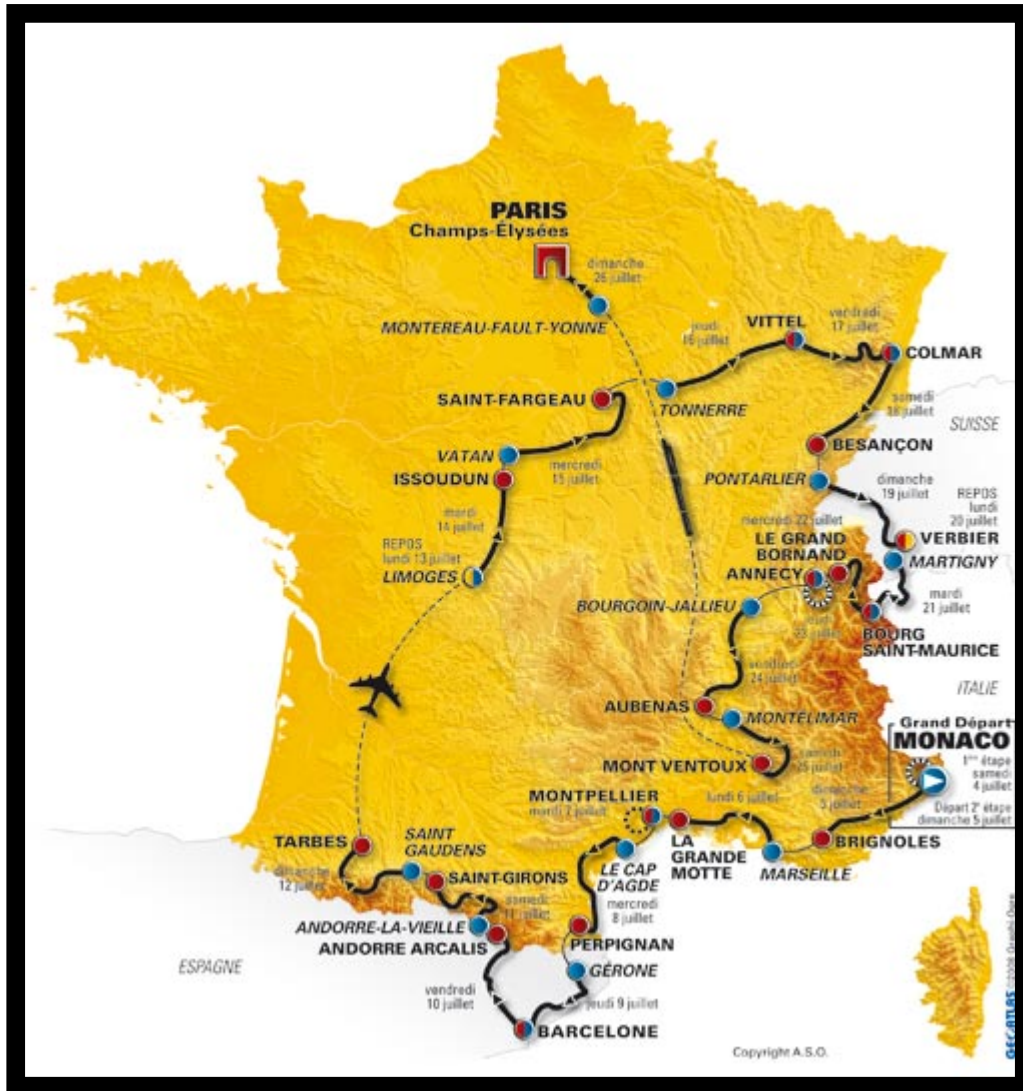 PARIS
Champs-Élysées
dimanche
26 juillet
MONTEREAU-FAULT-YONNE
jeudi
16 juillet
VITTEL
vendredi
17 juillet
COLMAR
SAINT-FARGEAU
TONNERRE
samedi
18 juillet
SUISSE
BESANÇON
VATAN
ISSOUDUN
mercredi
15 juillet
PONTARLIER
dimanche
19 juillet
REPOS
lundi
20 juillet
mardi
14 juillet
REPOS
lundi 13 juillet
LIMOGES
mercredi 22 juillet
LE GRAND
BORNAND
ANNECY
VERBIER
MARTIGNY
mardi
21 juillet
BOURGOIN-JALLIEU
jeudi
23 juillet
BOURG
SAINT-MAURICE
vendredi
24 juillet
ITALIE
AUBENAS
MONTÉLIMAR
Grand Départ
MONACO
1ère étape
samedi
4 juillet
Départ 2e étape
dimanche 5 juillet
MONT VENTOUX
samedi
25 juillet
MONTPELLIER
mardi 7 juillet
lundi 6 juillet
dimanche
5 juillet
TARBES
SAINT
GAUDENS
LE CAP
D'AGDE
LA
GRANDE
MOTTE
MARSEILLE
BRIGNOLES
dimanche
12 juillet
SAINT-GIRONS
samedi
11 juillet
mercredi
8 juillet
ANDORRE-LA-VIEILLE
ANDORRE ARCALIS
PERPIGNAN
ESPAGNE
GÉRONE
vendredi
10 juillet
jeudi 9 juillet
BARCELONE
Copyright A.S.O.